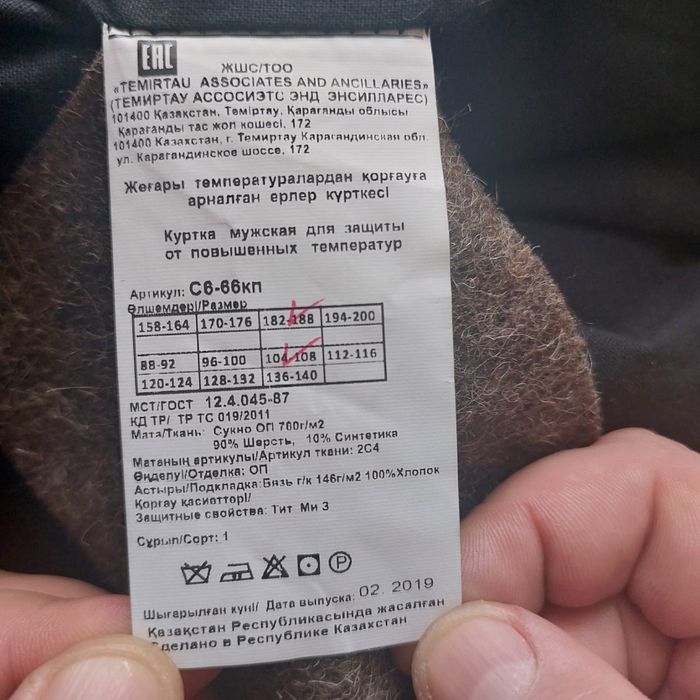 EAC
ЖШС/ТОО
«TEMIRTAU ASSOCIATES AND ANCILLARIES»
(ТЕМИРТАУ АССОСИЭТС ЭНД ЭНСИЛЛАРЕС)
101400 Қазақстан, Теміртау, Қарағанды облысы
Қарағанды тас жол көшесі, 172
101400 Казахстан, г. Темиртау Карагандинская обл.
ул. Карагандинское шоссе, 172
Жоғары температуралардан қорғауға
арналған ерлер күрткесі
Куртка мужская для защиты
от повышенных температур
Артикул: С6-66кп
Өлшемдері/Размер
158-164 170-176 182-188 194-200
88-92 96-100 104-108 112-116
120-124 128-132 136-140
МСТ/ГОСТ 12.4.045-87
КД ТР/ ТР ТС 019/2011
Мата/Ткань: Сукно ОП 700г/м2
90% Шерсть, 10% Синтетика
Матаның артикулы/Артикул ткани: 2С4
Өңделуі/Отделка: ОП
Астыры/Подкладка:Бязь г/к 146г/м2 100%Хлопок
Қорғау қасиеттері/
Защитные свойства: Тит Ми 3
Сұрып/Сорт: 1
P
Шығарылған күні/ Дата выпуска: 02. 2019
Қазақстан Республикасында жасалған
Сделано в Республике Казахстан